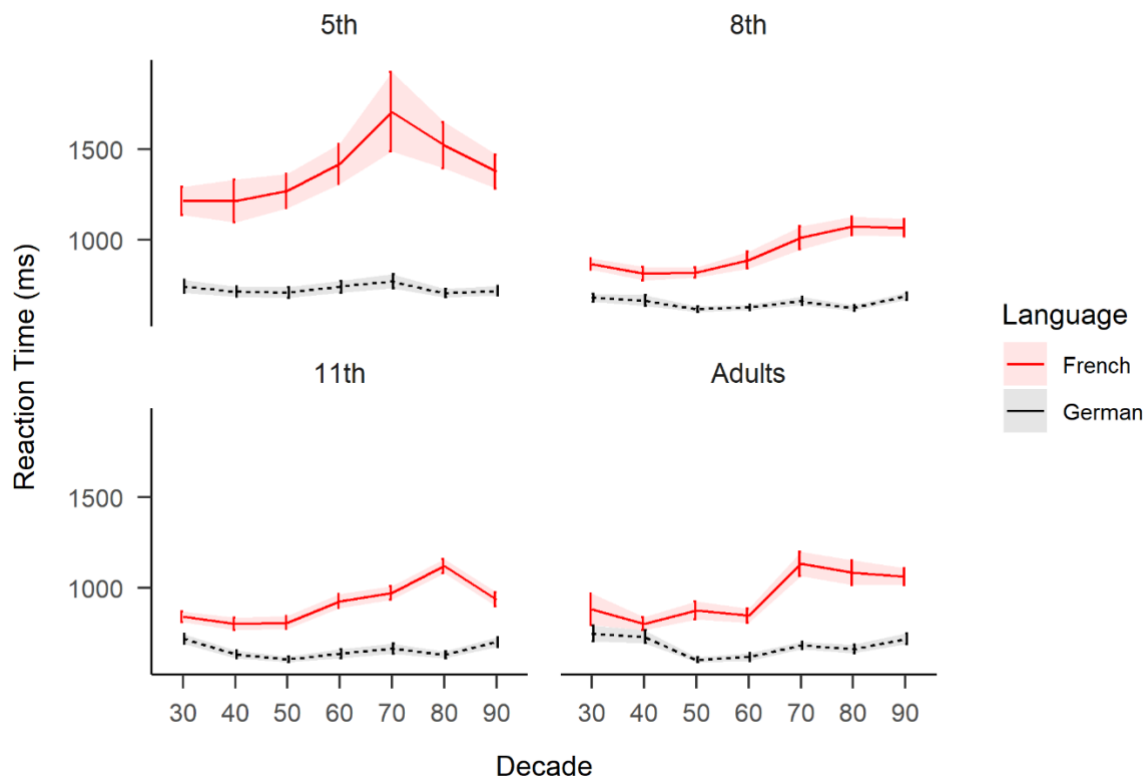 5th
8th
1500
1000
11th
Adults
1500
1000
30 40 50 60 70 80 90
30 40 50 60 70 80 90
Reaction Time (ms)
Decade
Language
French
German